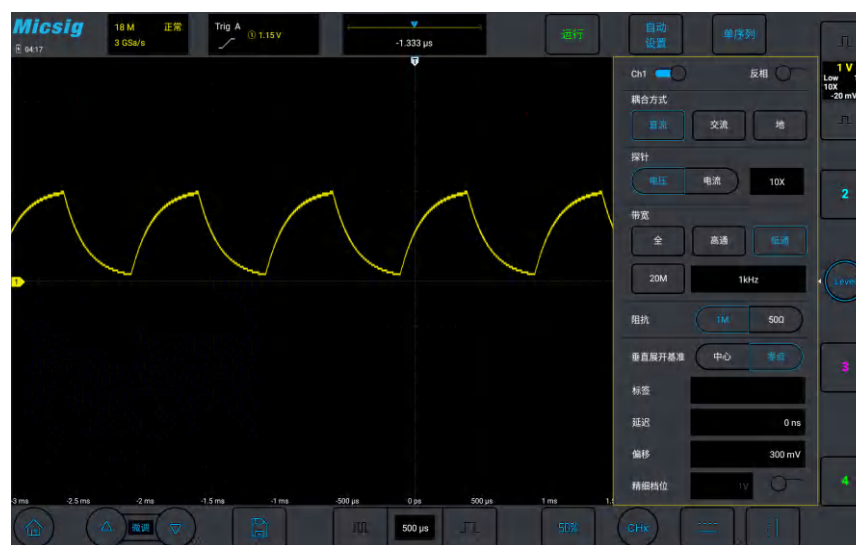 Micsig
04:17
18 M 正常
3 GSa/s
Trig A
① 1.15 V
-1.333 µs
运行
自动
设置
单序列
T
1 V
Low
10X
-20 mV
Ch1 反相
耦合方式
直流 交流 地
探针
电压 电流 10X
2
带宽
全 高通 低通
20M 1kHz
1
Level
阻抗 1M 50Ω
垂直展开基准 中心 零点
3
标签
延迟 0 ns
偏移 300 mV
精细档位 1V
4
-3 ms -2.5 ms -2 ms -1.5 ms -1 ms -500 µs 0 ps 500 µs 1 ms
微调
500 µs
50%
CHx